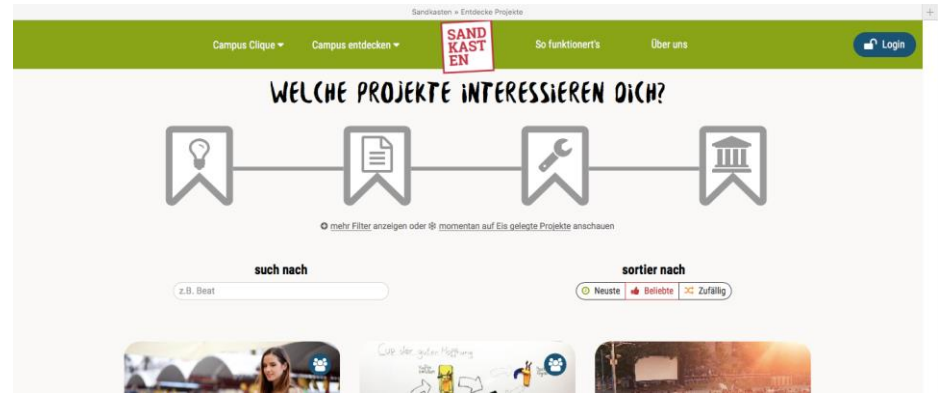 Sandkasten » Entdecke Projekte
Campus Clique
Campus entdecken
SAND
KAST
EN
So funktionert's
Über uns
Login
WELCHE PROJEKTE INTERESSIEREN DICH?
mehr Filter anzeigen oder momentan auf Eis gelegte Projekte anschauen
such nach
sortier nach
z.B. Beat
Neuste
Beliebte
Zufällig